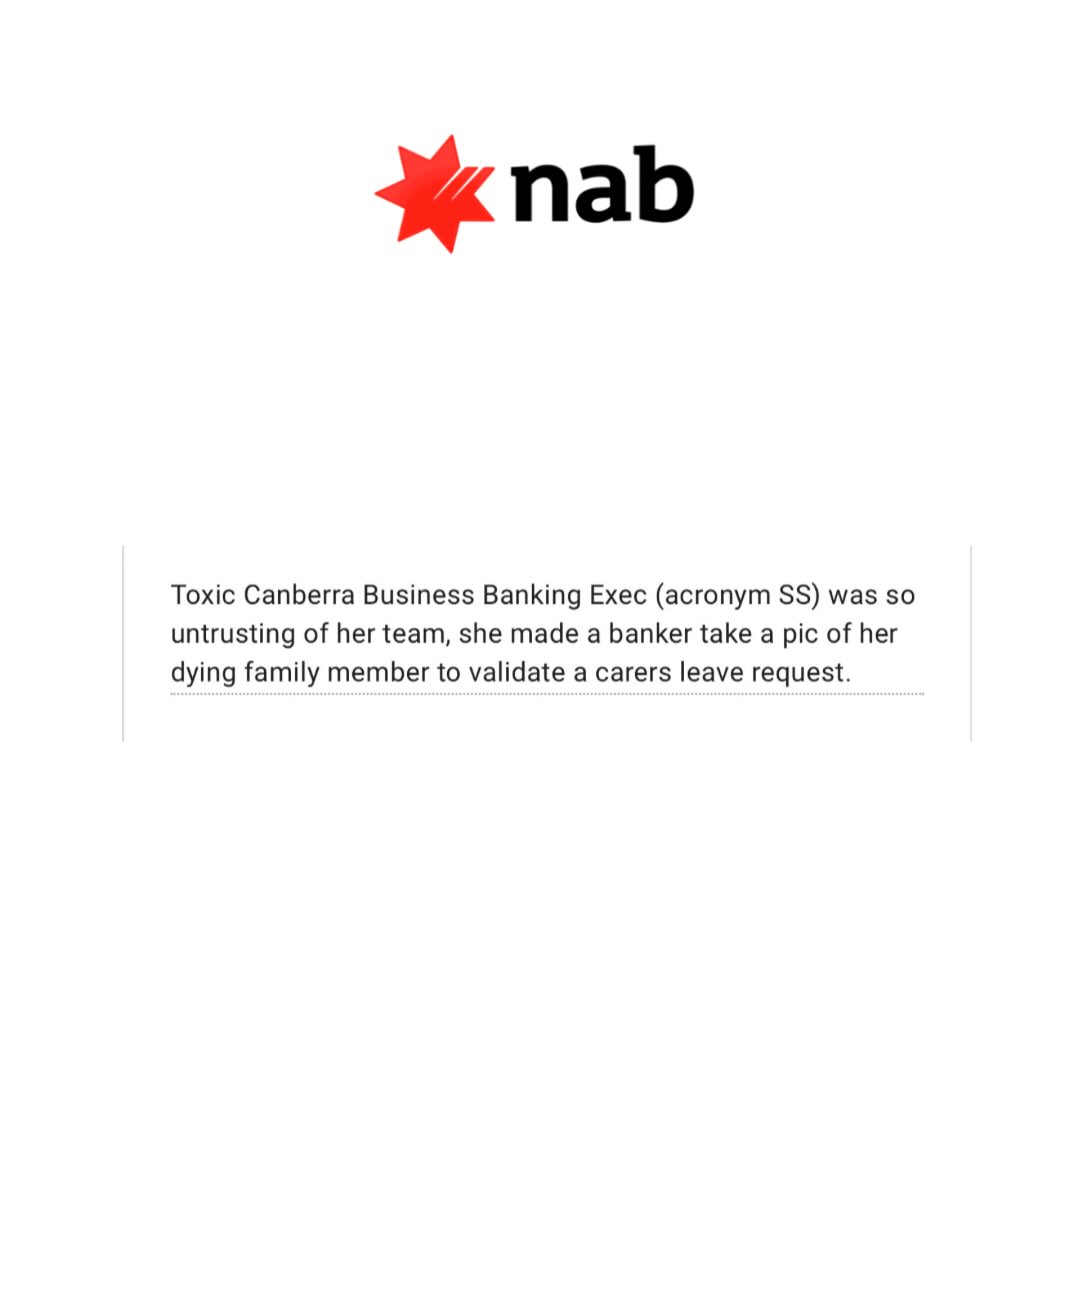 nab
Toxic Canberra Business Banking Exec (acronym SS) was so
untrusting of her team, she made a banker take a pic of her
dying family member to validate a carers leave request.